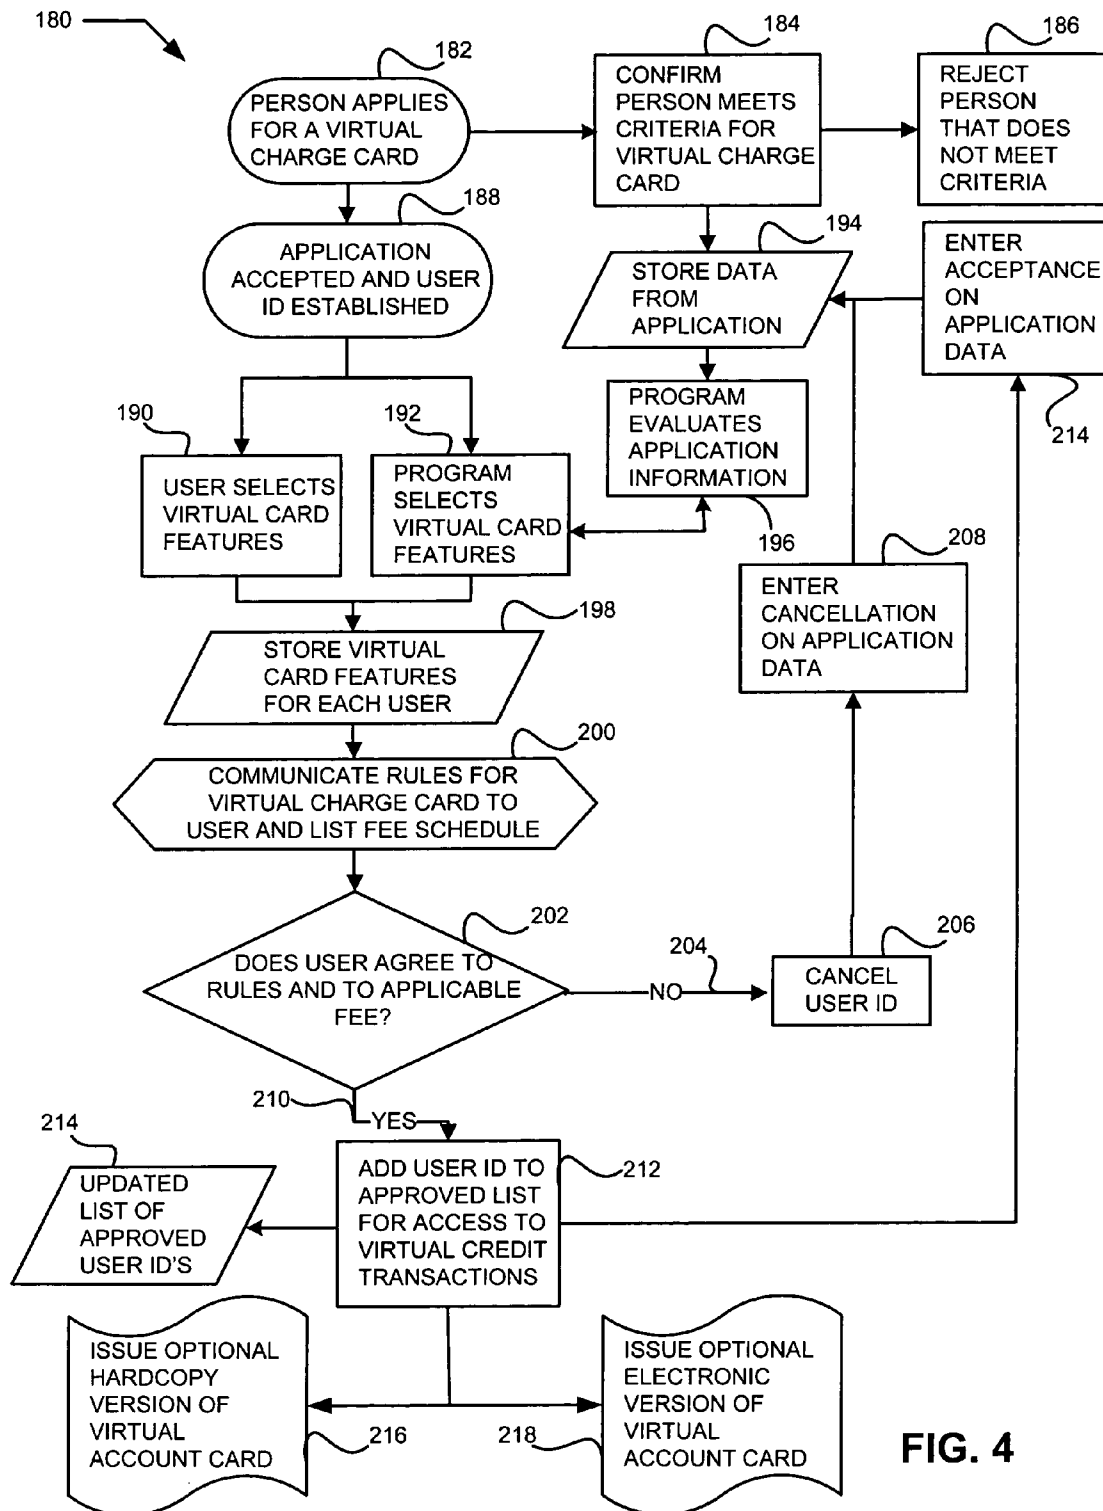 180
182
PERSON APPLIES
FOR A VIRTUAL
CHARGE CARD
184
CONFIRM
PERSON MEETS
CRITERIA FOR
VIRTUAL CHARGE
CARD
186
REJECT
PERSON
THAT DOES
NOT MEET
CRITERIA
188
APPLICATION
ACCEPTED AND USER
ID ESTABLISHED
194
STORE DATA
FROM
APPLICATION
ENTER
ACCEPTANCE
ON
APPLICATION
DATA
214
190
USER SELECTS
VIRTUAL CARD
FEATURES
192
PROGRAM
SELECTS
VIRTUAL CARD
FEATURES
PROGRAM
EVALUATES
APPLICATION
INFORMATION
196
208
ENTER
CANCELLATION
ON APPLICATION
DATA
198
STORE VIRTUAL
CARD FEATURES
FOR EACH USER
200
COMMUNICATE RULES FOR
VIRTUAL CHARGE CARD TO
USER AND LIST FEE SCHEDULE
202
DOES USER AGREE TO
RULES AND TO APPLICABLE
FEE?
204
NO
206
CANCEL
USER ID
210
YES
214
UPDATED
LIST OF
APPROVED
USER ID'S
212
ADD USER ID TO
APPROVED LIST
FOR ACCESS TO
VIRTUAL CREDIT
TRANSACTIONS
ISSUE OPTIONAL
HARDCOPY
VERSION OF
VIRTUAL
ACCOUNT CARD
216
218
ISSUE OPTIONAL
ELECTRONIC
VERSION OF
VIRTUAL
ACCOUNT CARD
FIG. 4